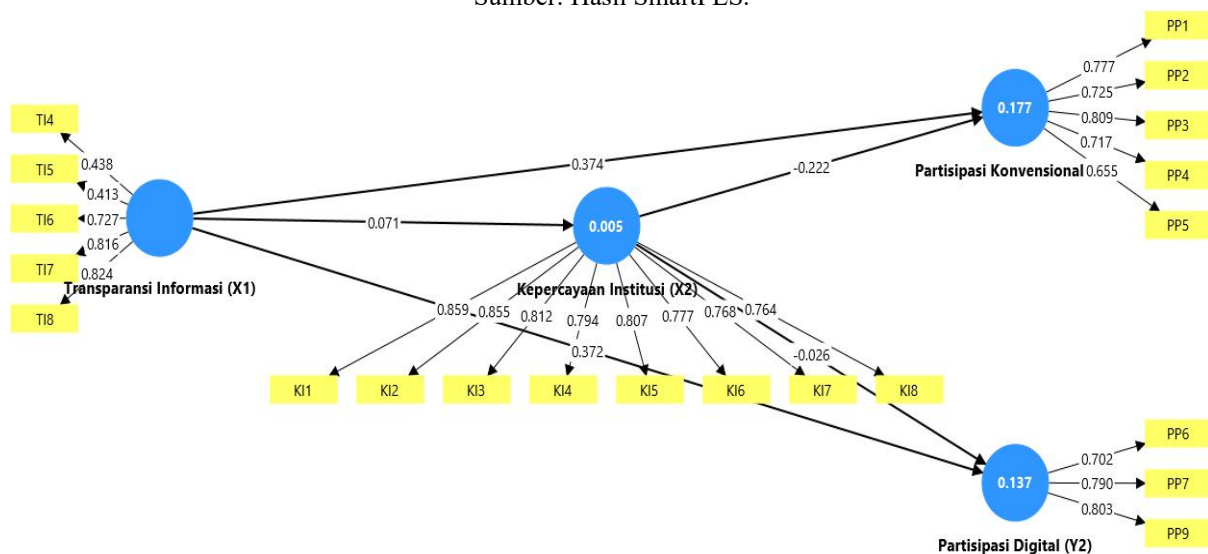 Sumber: Hasil SmartPLS.
PP1
0.777
PP2
0.725
0.177
0.809
PP3
0.717
PP4
Partisipasi Konvensional
0.655
PP5
TI4
0.438
TI5
0.413
TI6
0.727
0.816
TI7
0.824
Transparansi Informasi (X1)
TI8
0.374
-0.222
0.071
0.005
Kepercayaan Institusi (X2)
0.859
0.855
0.812
0.794
0.807
0.777
0.768
0.764
0.372
-0.026
KI1
KI2
KI3
KI4
KI5
KI6
KI7
KI8
PP6
0.702
0.137
0.790
PP7
0.803
PP9
Partisipasi Digital (Y2)